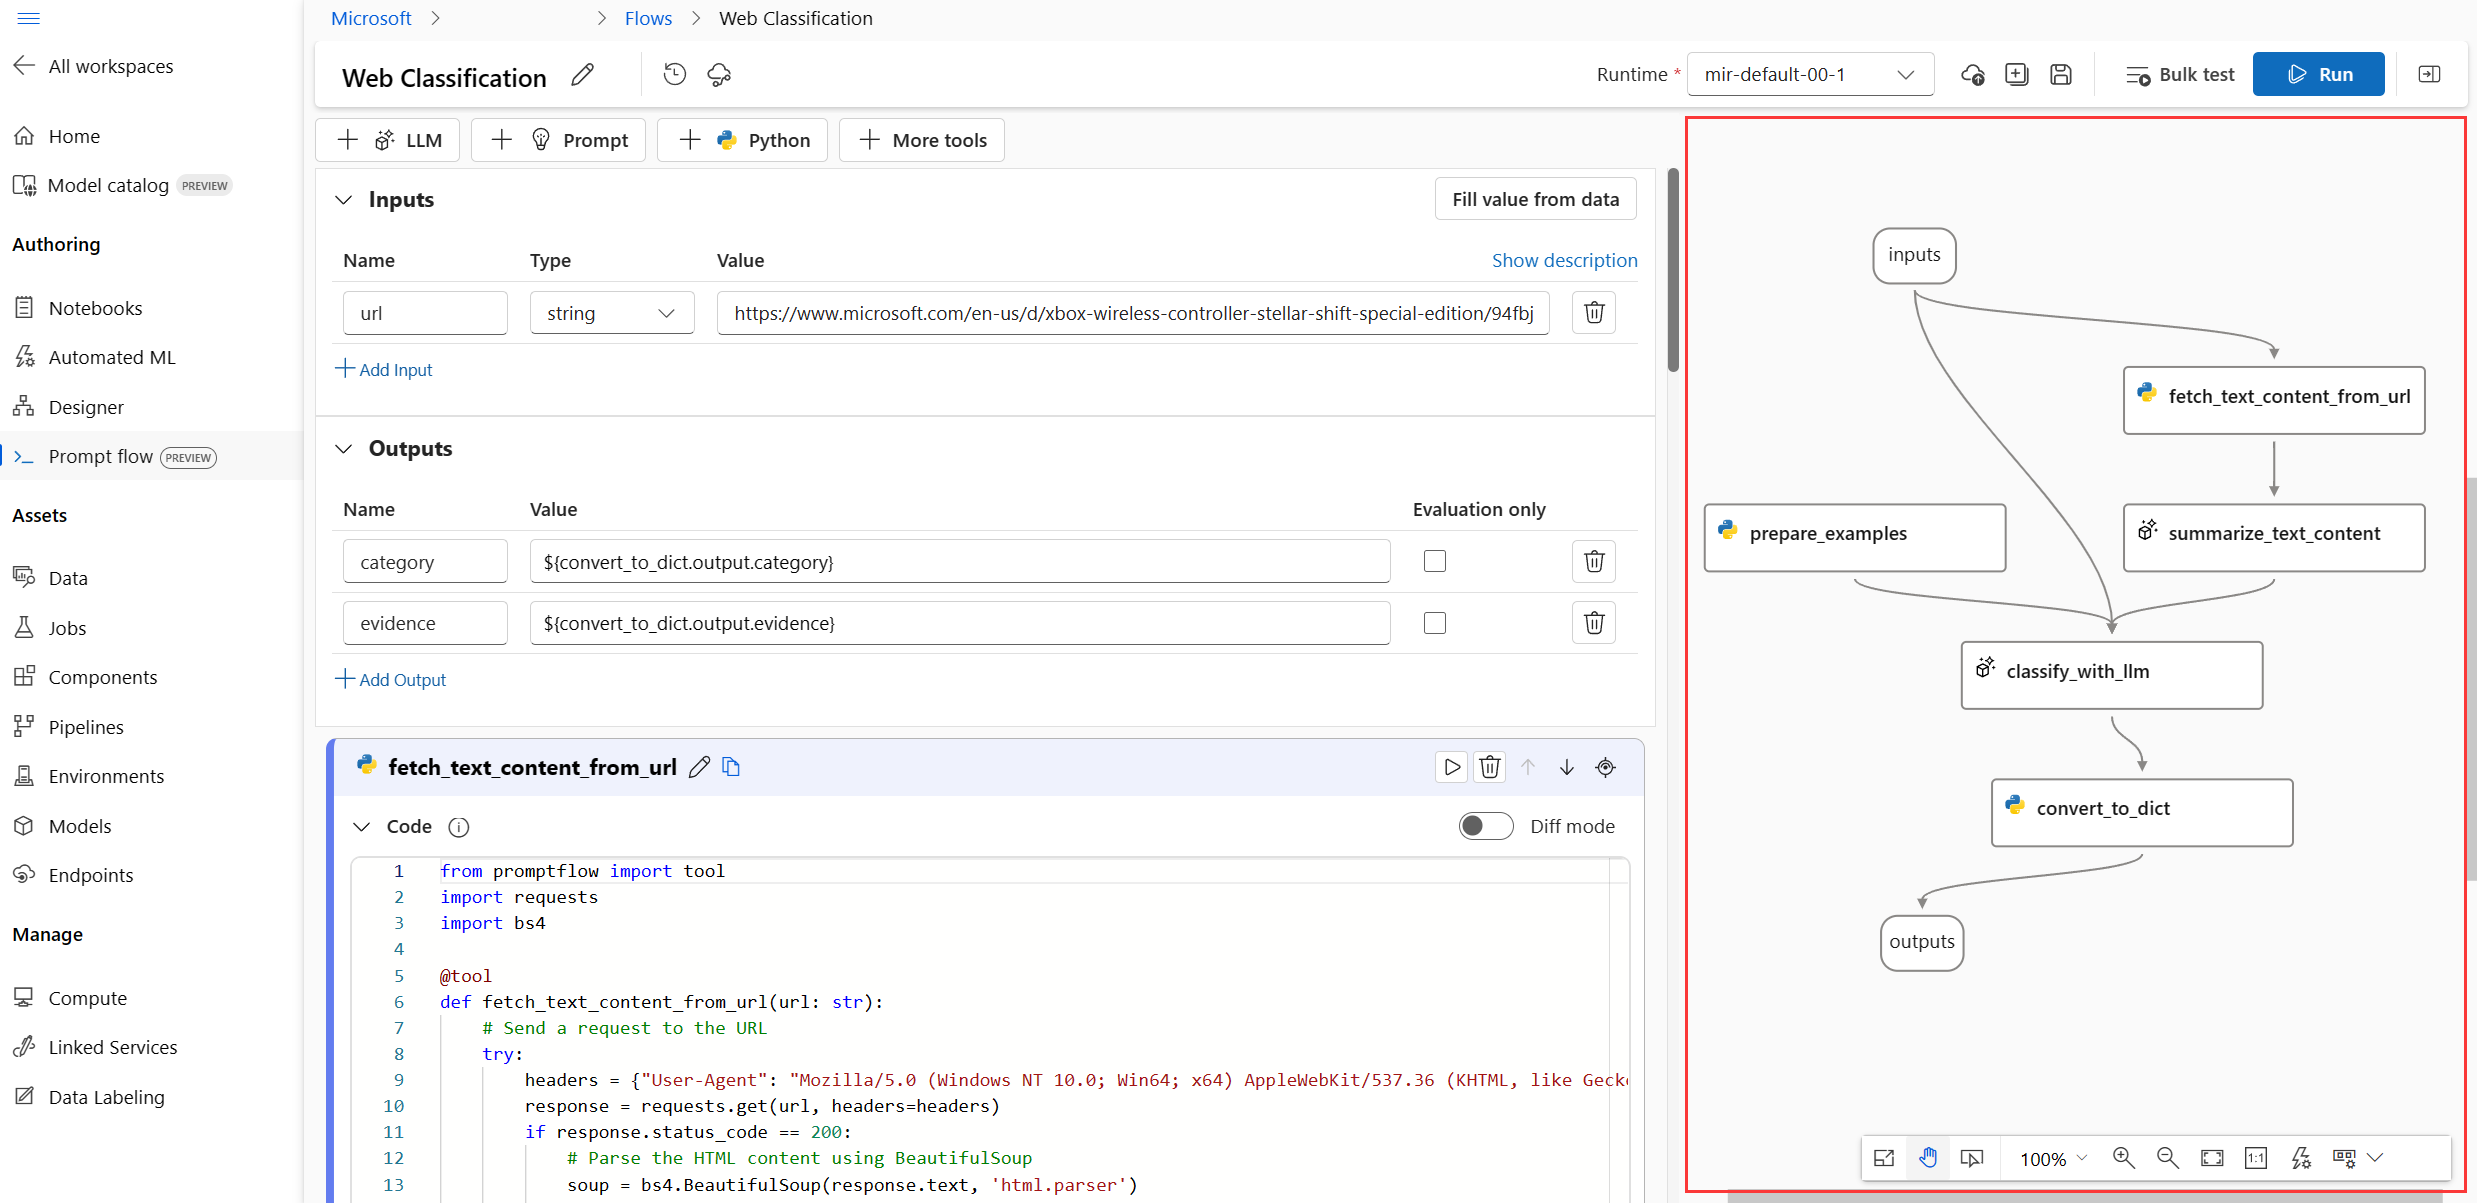 Microsoft
Flows
Web Classification
All workspaces
Home
Model catalog PREVIEW
Authoring
Notebooks
Automated ML
Designer
Prompt flow PREVIEW
Assets
Data
Jobs
Components
Pipelines
Environments
Models
Endpoints
Manage
Compute
Linked Services
Data Labeling
Web Classification
Runtime *
mir-default-00-1
Bulk test
Run
LLM
Prompt
Python
More tools
Inputs
Fill value from data
Name Type Value Show description
url string https://www.microsoft.com/en-us/d/xbox-wireless-controller-stellar-shift-special-edition/94fbj
Add Input
Outputs
Name Value Evaluation only
category ${convert_to_dict.output.category}
evidence ${convert_to_dict.output.evidence}
Add Output
fetch_text_content_from_url
Code
Diff mode
1 from promptflow import tool
2 import requests
3 import bs4
4
5 @tool
6 def fetch_text_content_from_url(url: str):
7 # Send a request to the URL
8 try:
9 headers = {"User-Agent": "Mozilla/5.0 (Windows NT 10.0; Win64; x64) AppleWebKit/537.36 (KHTML, like Gecko
10 response = requests.get(url, headers=headers)
11 if response.status_code == 200:
12 # Parse the HTML content using BeautifulSoup
13 soup = bs4.BeautifulSoup(response.text, 'html.parser')
inputs
fetch_text_content_from_url
prepare_examples
summarize_text_content
classify_with_llm
convert_to_dict
outputs
100%
1:1